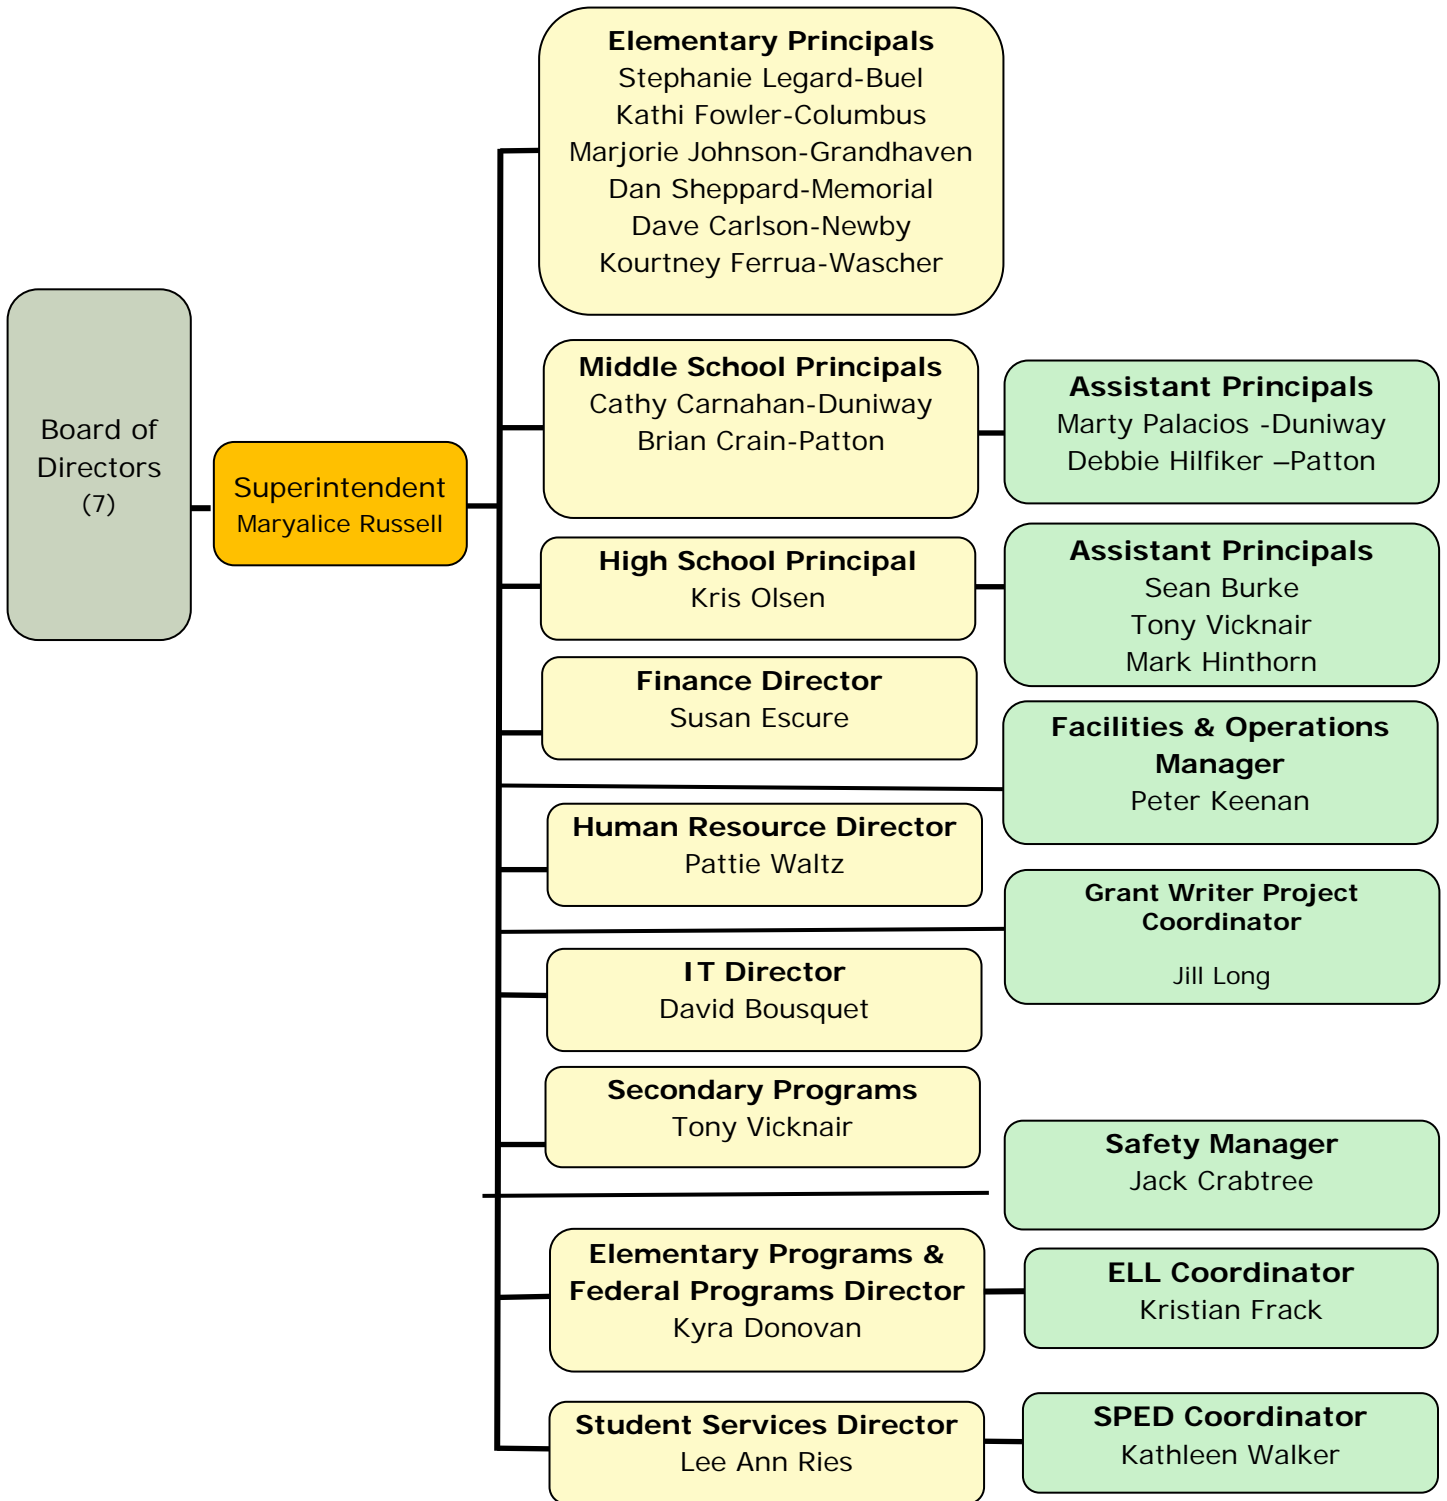 Elementary Principals
Stephanie Legard-Buel
Kathi Fowler-Columbus
Marjorie Johnson-Grandhaven
Dan Sheppard-Memorial
Dave Carlson-Newby
Kourtney Ferrua-Wascher
Board of
Directors
(7)
Superintendent
Maryalice Russell
Middle School Principals
Cathy Carnahan-Duniway
Brian Crain-Patton
Assistant Principals
Marty Palacios -Duniway
Debbie Hilfiker –Patton
High School Principal
Kris Olsen
Assistant Principals
Sean Burke
Tony Vicknair
Mark Hinthorn
Finance Director
Susan Escure
Facilities & Operations
Manager
Peter Keenan
Human Resource Director
Pattie Waltz
Grant Writer Project
Coordinator
Jill Long
IT Director
David Bousquet
Secondary Programs
Tony Vicknair
Safety Manager
Jack Crabtree
Elementary Programs &
Federal Programs Director
Kyra Donovan
ELL Coordinator
Kristian Frack
Student Services Director
Lee Ann Ries
SPED Coordinator
Kathleen Walker